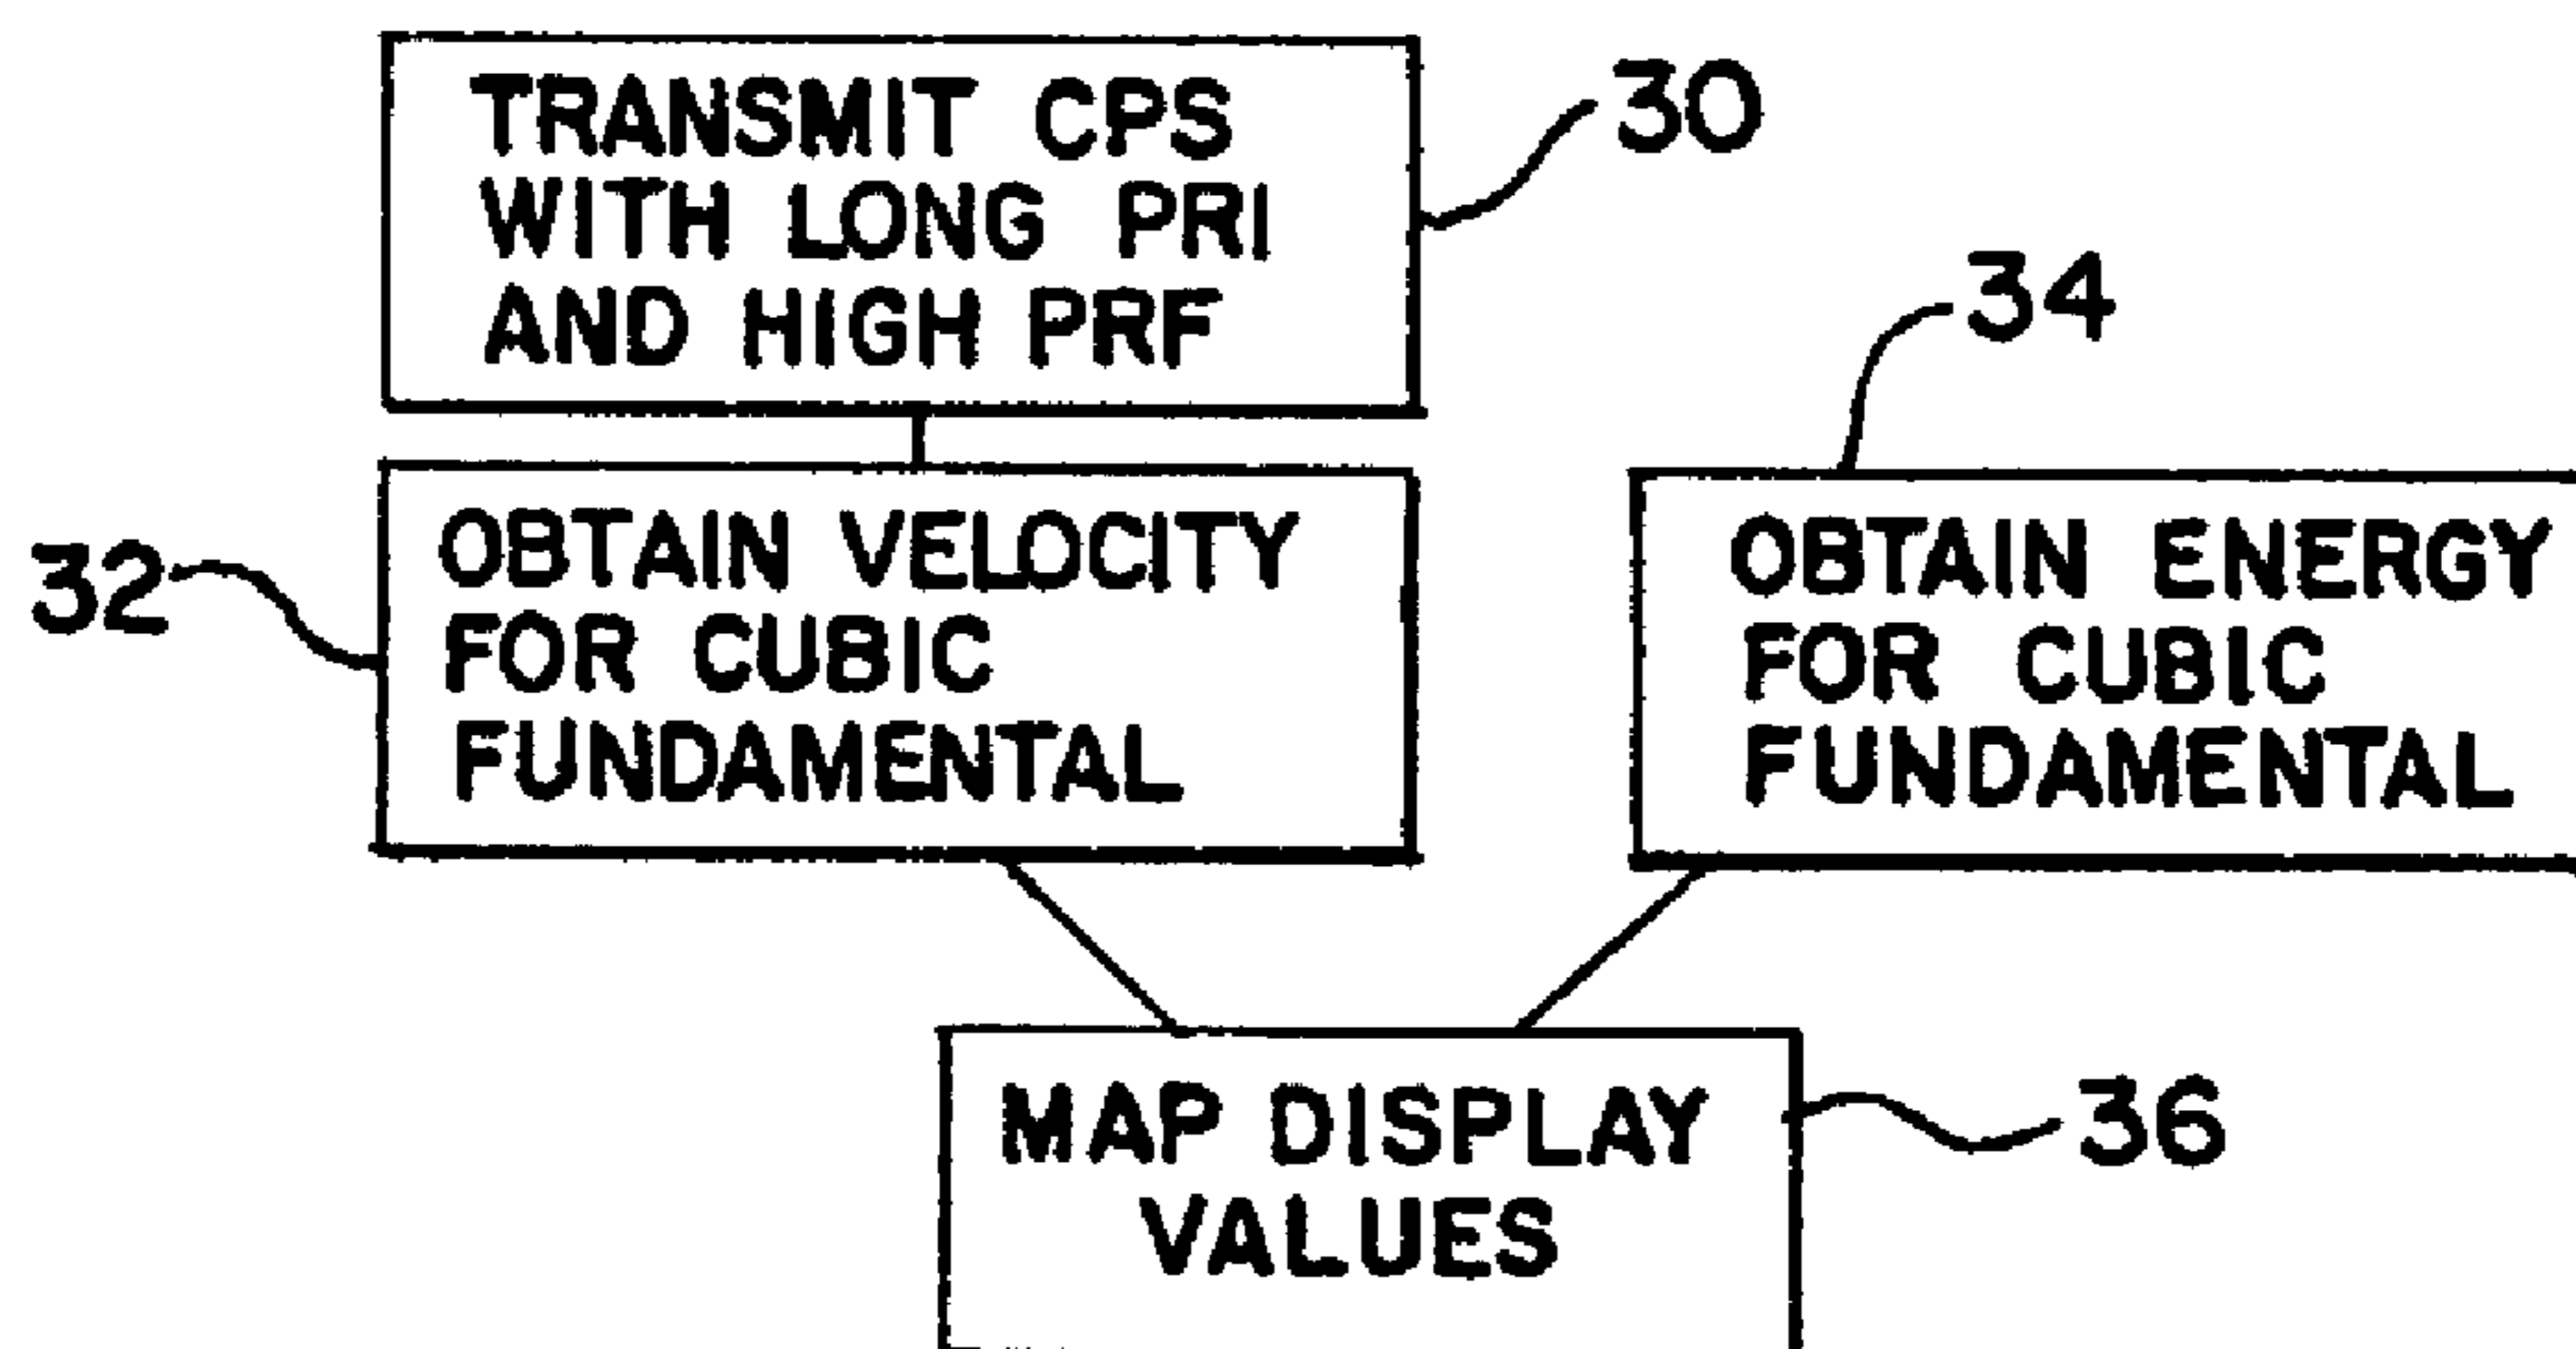 TRANSMIT CPS
WITH LONG PRI
AND HIGH PRF
30
34
32
OBTAIN VELOCITY
FOR CUBIC
FUNDAMENTAL
OBTAIN ENERGY
FOR CUBIC
FUNDAMENTAL
MAP DISPLAY
VALUES
36